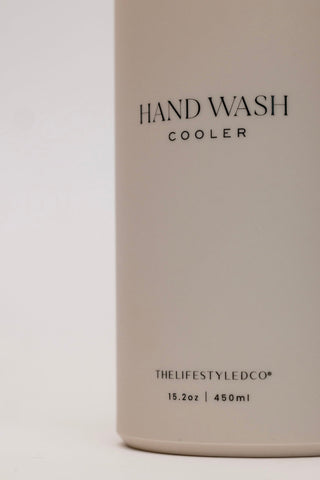 HAND WASH
COOLER
THELIFESTYLEDCO®
15.2oz | 450ml